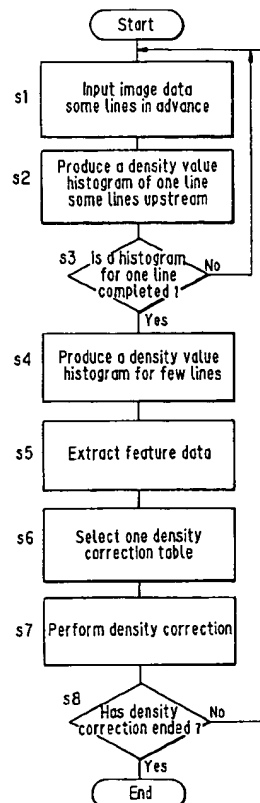 Start
s1
Input image data
some lines in advance
s2
Produce a density value
histogram of one line
some lines upstream
s3
Is a histogram
for one line
completed ?
No
Yes
s4
Produce a density value
histogram for few lines
s5
Extract feature data
s6
Select one density
correction table
s7
Perform density correction
s8
Has density
correction ended ?
No
Yes
End